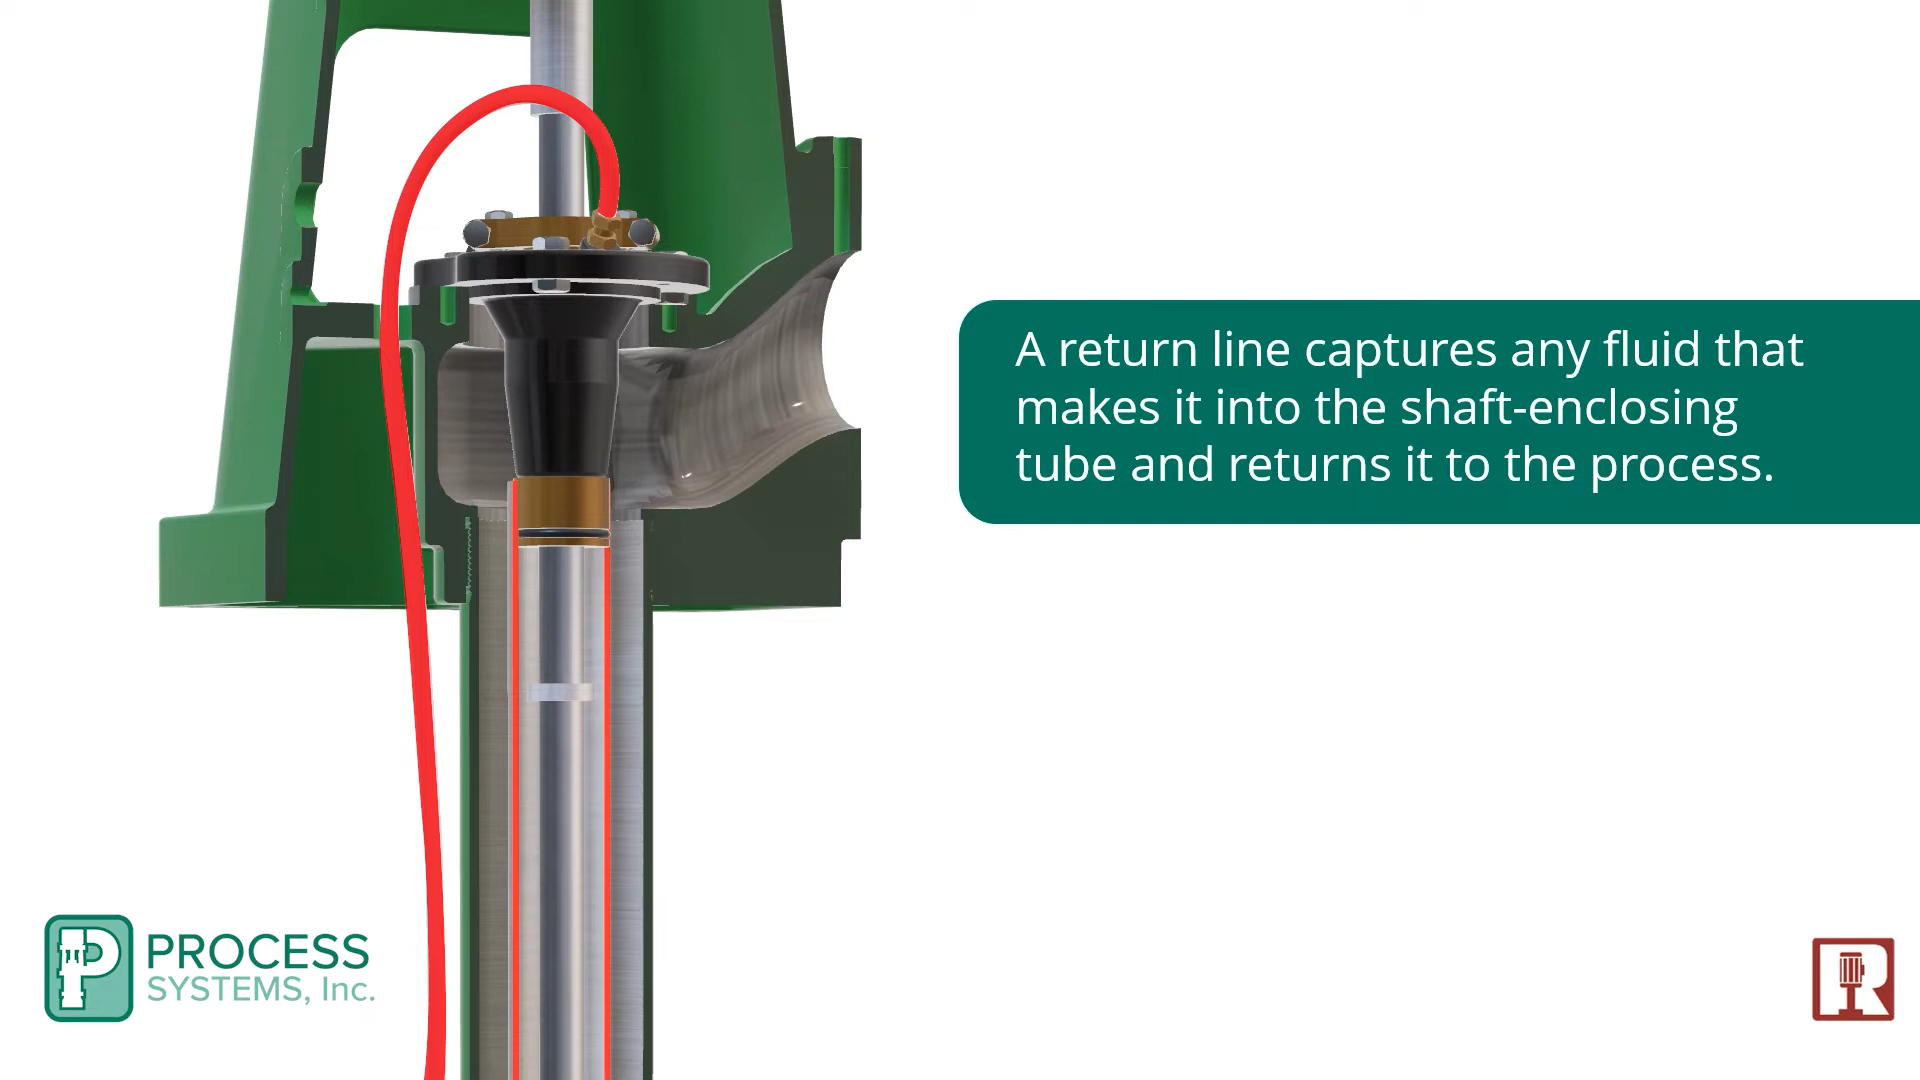 A return line captures any fluid that
makes it into the shaft-enclosing
tube and returns it to the process.
P
PROCESS
SYSTEMS, Inc.
R